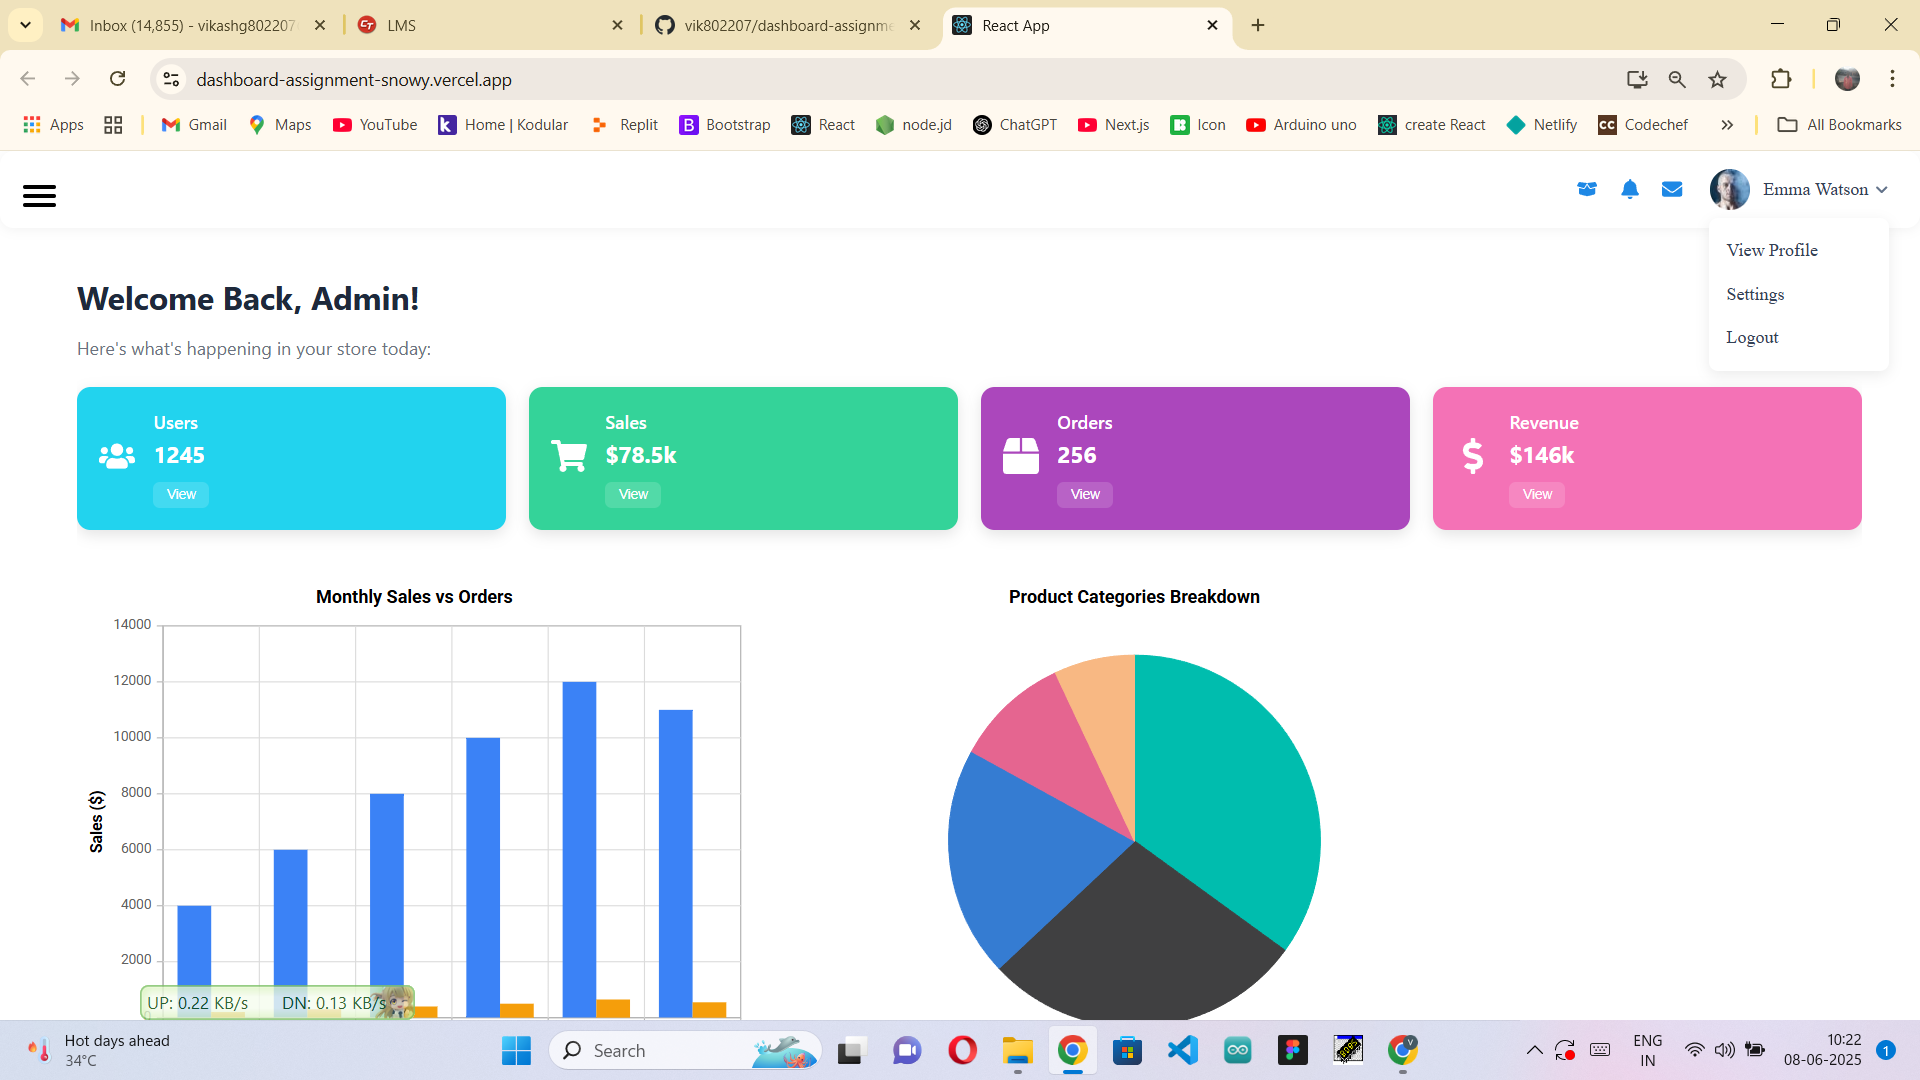 Inbox (14,855) - vikashg802207
LMS
vik802207/dashboard-assignme
React App
dashboard-assignment-snowy.vercel.app
Apps
Gmail
Maps
YouTube
Home | Kodular
Replit
Bootstrap
React
node.jd
ChatGPT
Next.js
Icon
Arduino uno
create React
Netlify
Codechef
All Bookmarks
Emma Watson
View Profile
Settings
Logout
Welcome Back, Admin!
Here's what's happening in your store today:
Users
1245
View
Sales
$78.5k
View
Orders
256
View
Revenue
$146k
View
Monthly Sales vs Orders
14000
12000
10000
8000
6000
4000
2000
Sales ($)
Product Categories Breakdown
UP: 0.22 KB/s DN: 0.13 KB/s
Hot days ahead
34°C
Search
ENG
IN
10:22
08-06-2025
1